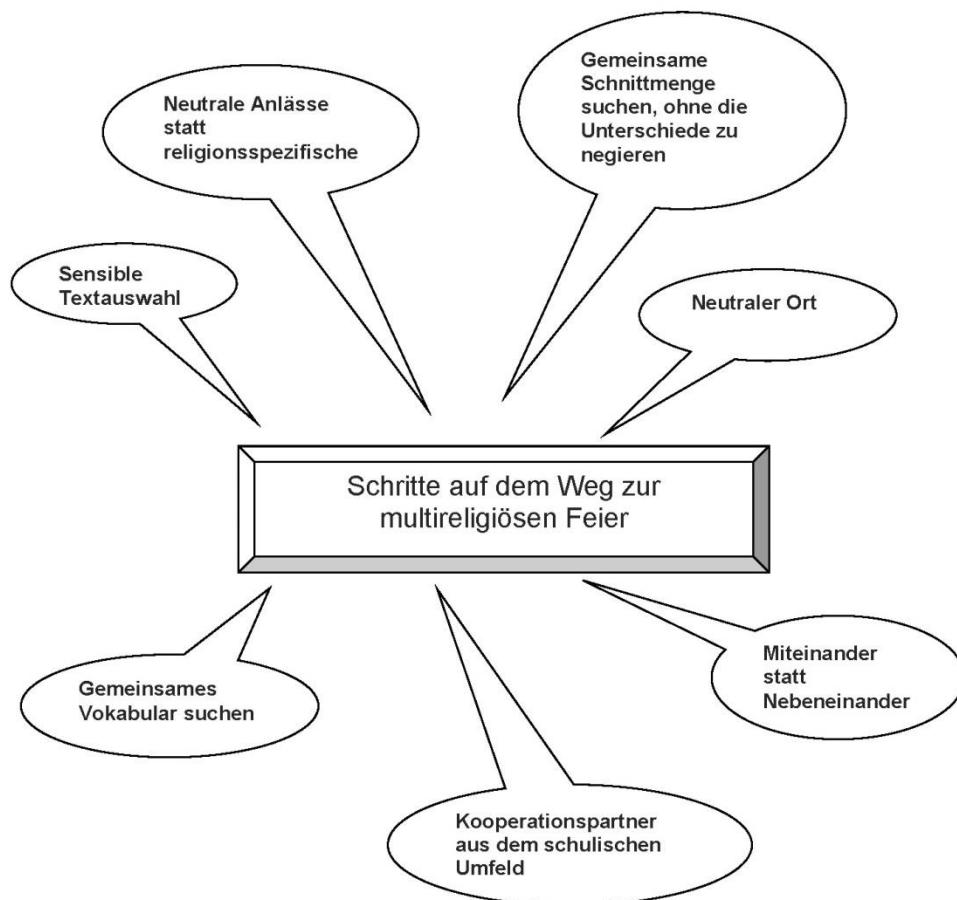 Neutrale Anlässe
statt
religionsspezifische
Gemeinsame
Schnittmenge
suchen, ohne die
Unterschiede zu
negieren
Sensible
Textauswahl
Neutraler Ort
Schritte auf dem Weg zur
multireligiösen Feier
Gemeinsames
Vokabular suchen
Miteinander
statt
Nebeneinander
Kooperationspartner
aus dem schulischen
Umfeld